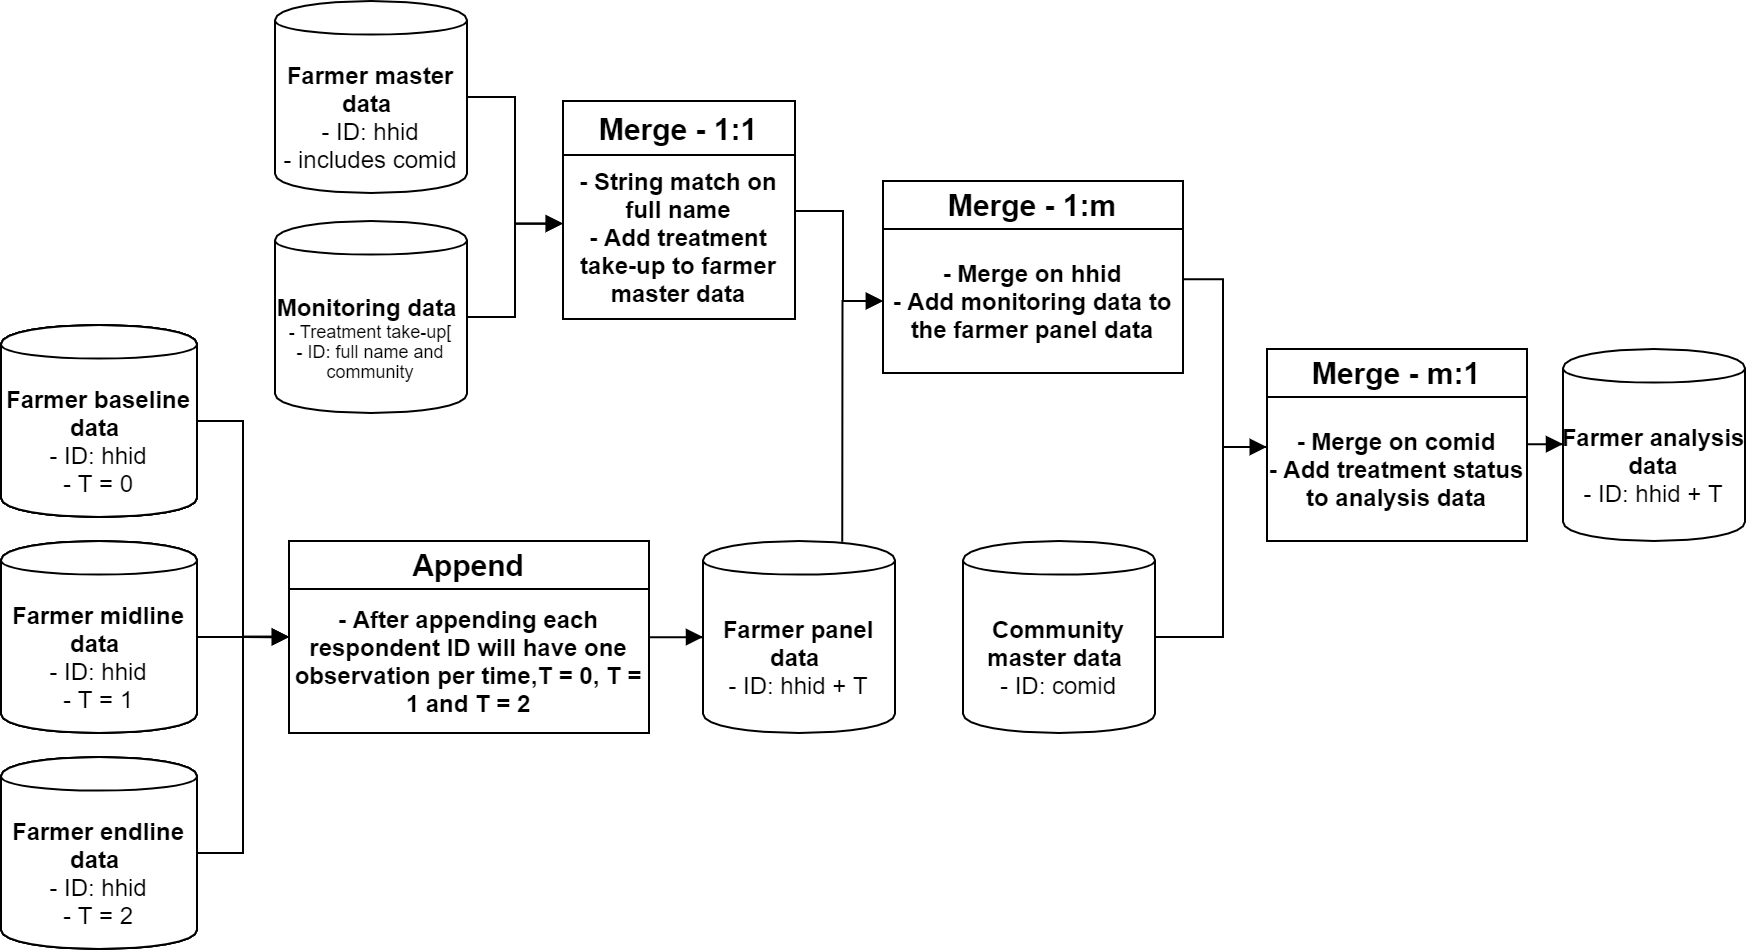 Farmer master
data
- ID: hhid
- includes comid
Monitoring data
- Treatment take-up[
- ID: full name and
community
Merge - 1:1
- String match on
full name
- Add treatment
take-up to farmer
master data
Merge - 1:m
- Merge on hhid
- Add monitoring data to
the farmer panel data
Farmer baseline
data
- ID: hhid
- T = 0
Farmer midline
data
- ID: hhid
- T = 1
Farmer endline
data
- ID: hhid
- T = 2
Append
- After appending each
respondent ID will have one
observation per time,T = 0, T =
1 and T = 2
Farmer panel
data
- ID: hhid + T
Community
master data
- ID: comid
Merge - m:1
- Merge on comid
- Add treatment status
to analysis data
Farmer analysis
data
- ID: hhid + T